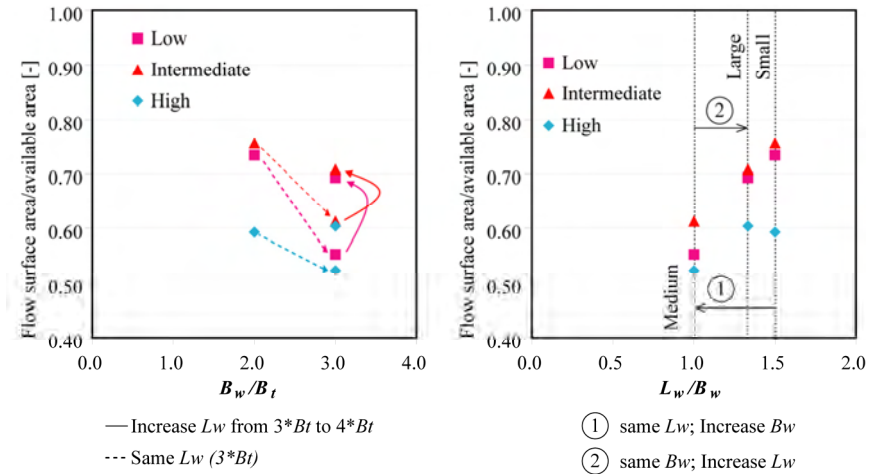 Flow surface area/available area [-]
1.00
0.90
0.80
0.70
0.60
0.50
0.40
Low
Intermediate
High
0.0 1.0 2.0 3.0 4.0
Bw/Bt
Increase Lw from 3*Bt to 4*Bt
Same Lw (3*Bt)
Flow surface area/available area [-]
1.00
0.90
0.80
0.70
0.60
0.50
0.40
Low
Intermediate
High
Large
Small
Medium
2
1
0.0 0.5 1.0 1.5 2.0
Lw/Bw
1 same Lw; Increase Bw
2 same Bw; Increase Lw